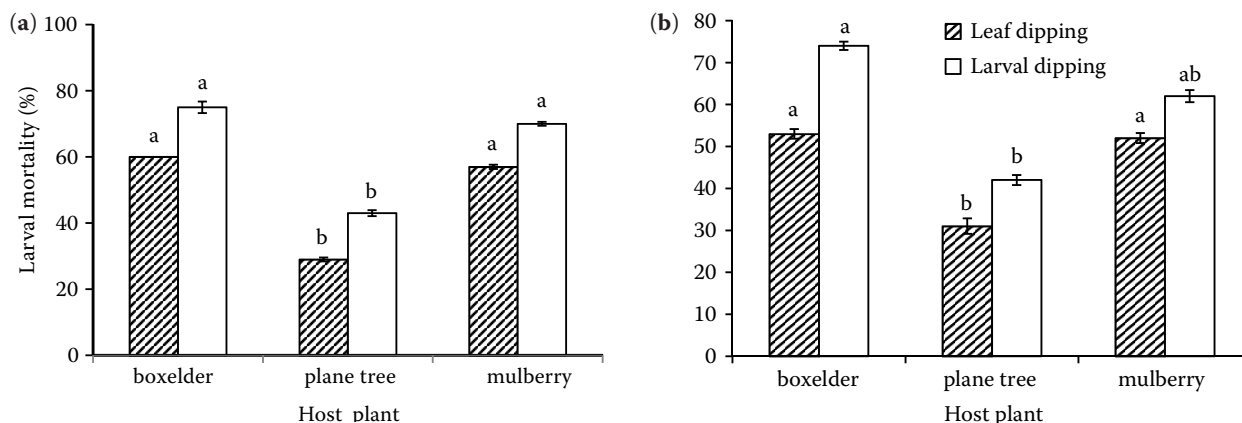 (a)
Larval mortality (%)
100
80
60
40
20
0
a
a
b
b
a
a
boxelder
plane tree
mulberry
Host plant
(b)
80
70
60
50
40
30
20
10
0
Leaf dipping
Larval dipping
a
a
b
b
a
ab
boxelder
plane tree
mulberry
Host plant